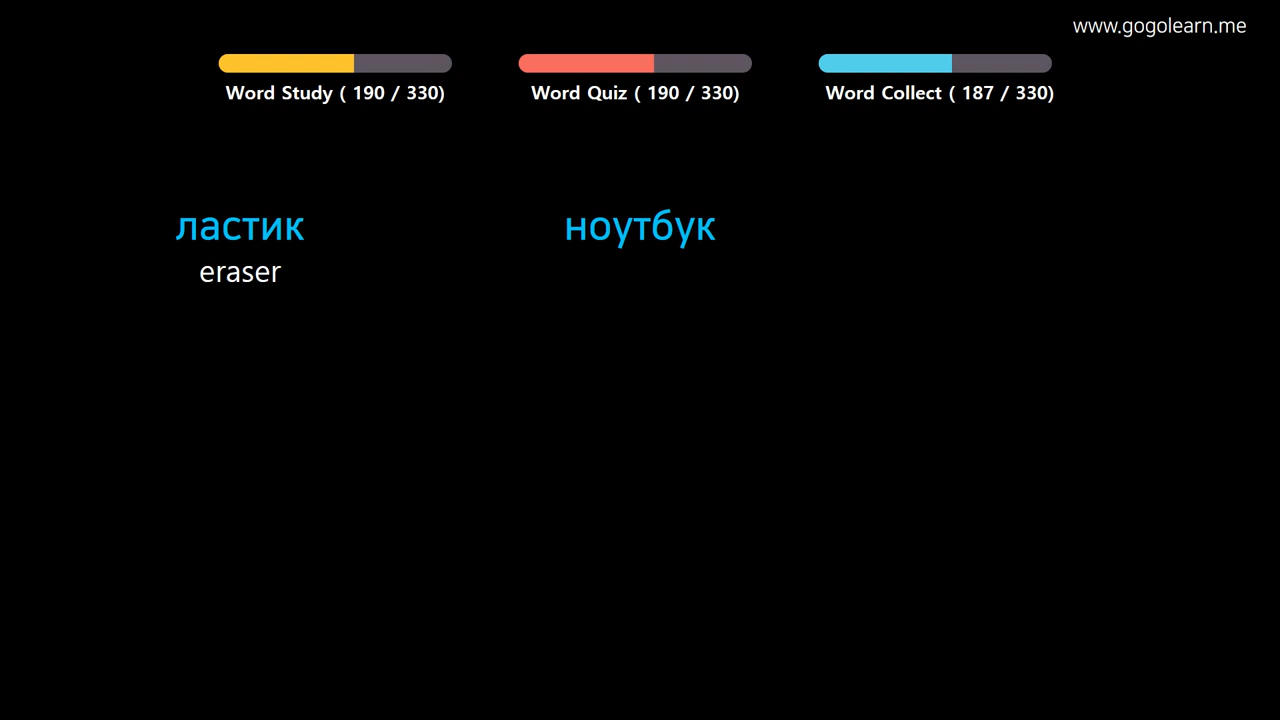 www.gogolearn.me
Word Study ( 190 / 330)
Word Quiz ( 190 / 330)
Word Collect ( 187 / 330)
ластик
ноутбук
eraser